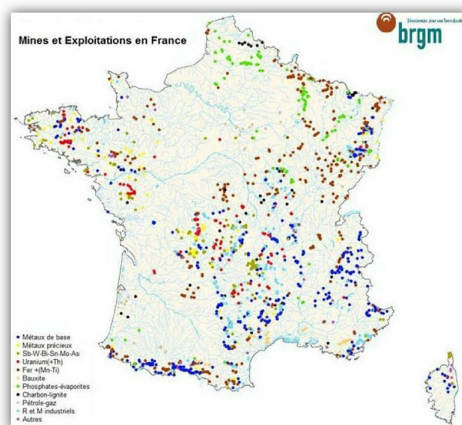 Mines et Exploitations en France
brgm
Métaux de base
Métaux précieux
Sb-W-Bi-Sn-Mo-As
Uranium(+Th)
Fer +(Mn-Ti)
Bauxite
Phosphates-évaporites
Charbon-lignite
Pétrole-gaz
R et M industriels
Autres